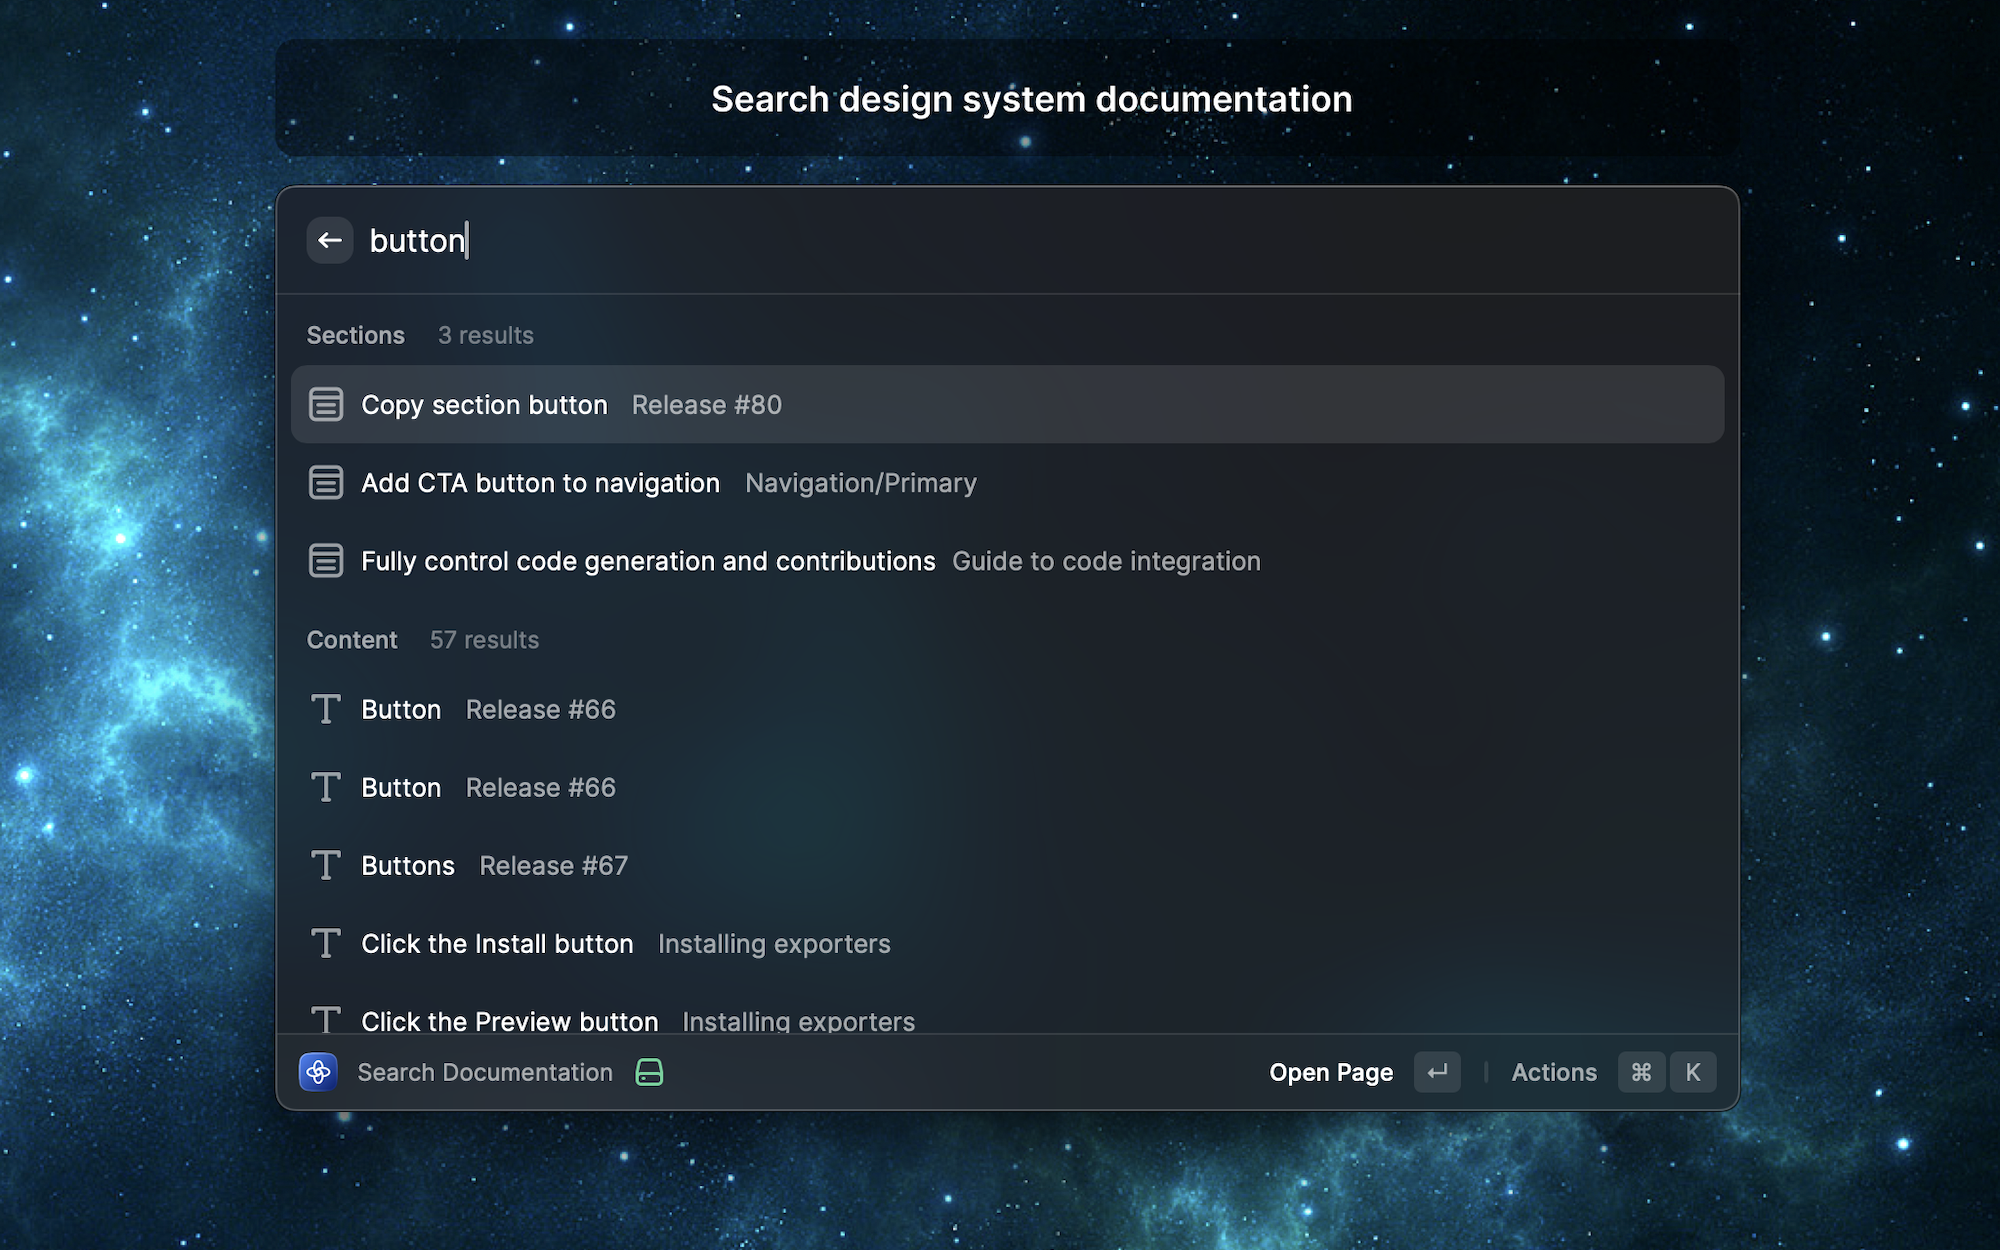 Search design system documentation
button
Sections 3 results
Copy section button Release #80
Add CTA button to navigation Navigation/Primary
Fully control code generation and contributions Guide to code integration
Content 57 results
Button Release #66
Button Release #66
Buttons Release #67
Click the Install button Installing exporters
Click the Preview button Installing exporters
Search Documentation Open Page ↵ Actions ⌘ K